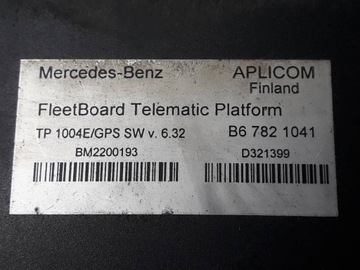 Mercedes-Benz APLICOM
Finland
FleetBoard Telematic Platform
TP 1004E/GPS SW v. 6.32 B6 782 1041
BM2200193 D321399